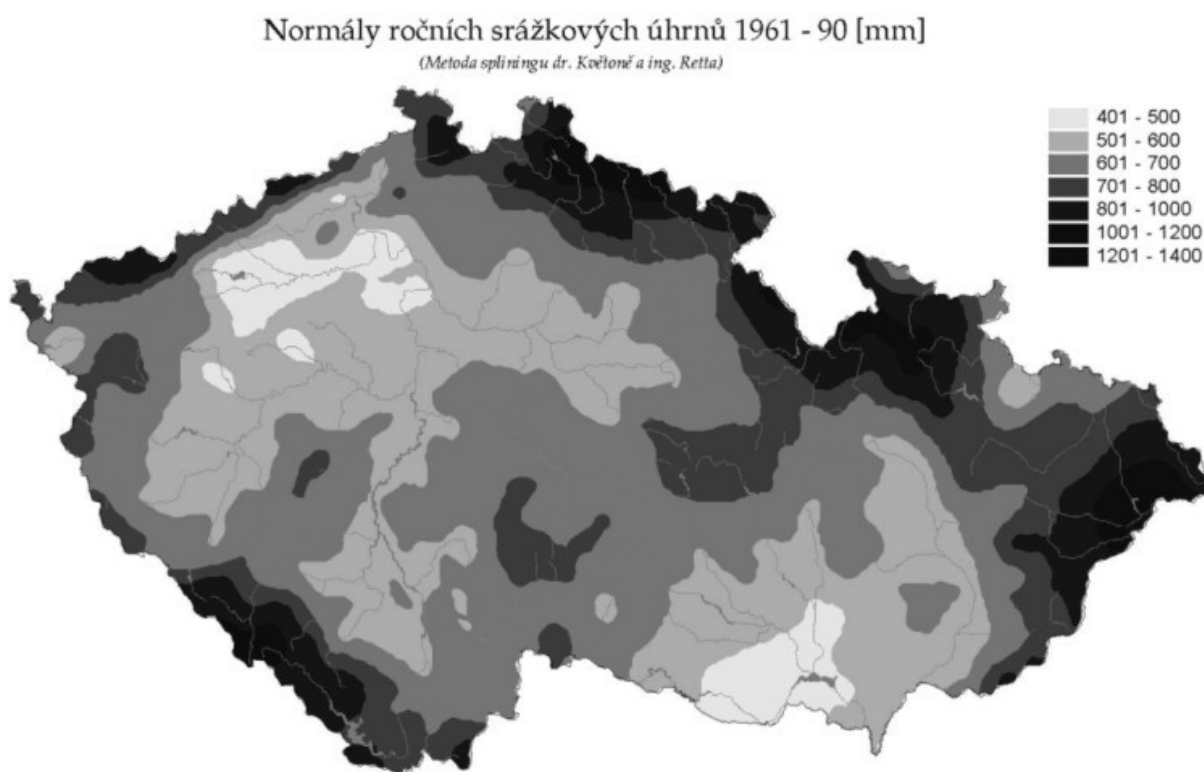 Normály ročních srážkových úhrnů 1961 - 90 [mm]
(Metoda spliningu dr. Květoně a ing. Retta)
401 - 500
501 - 600
601 - 700
701 - 800
801 - 1000
1001 - 1200
1201 - 1400